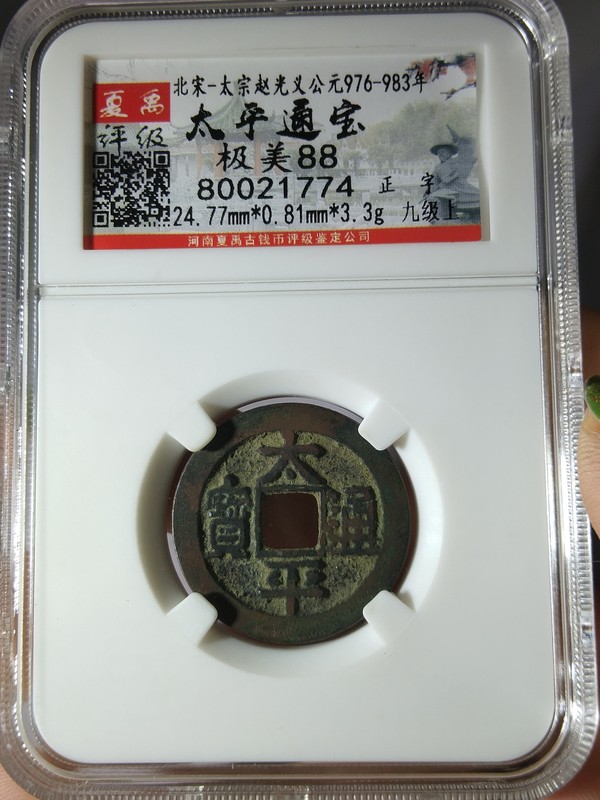 北宋-太宗赵光义公元976-983年
夏禹
评级
太平通宝
极美88
80021774 正字
24.77mm*0.81mm*3.3g 九级上
河南夏禹古钱币评级鉴定公司
太平通寶